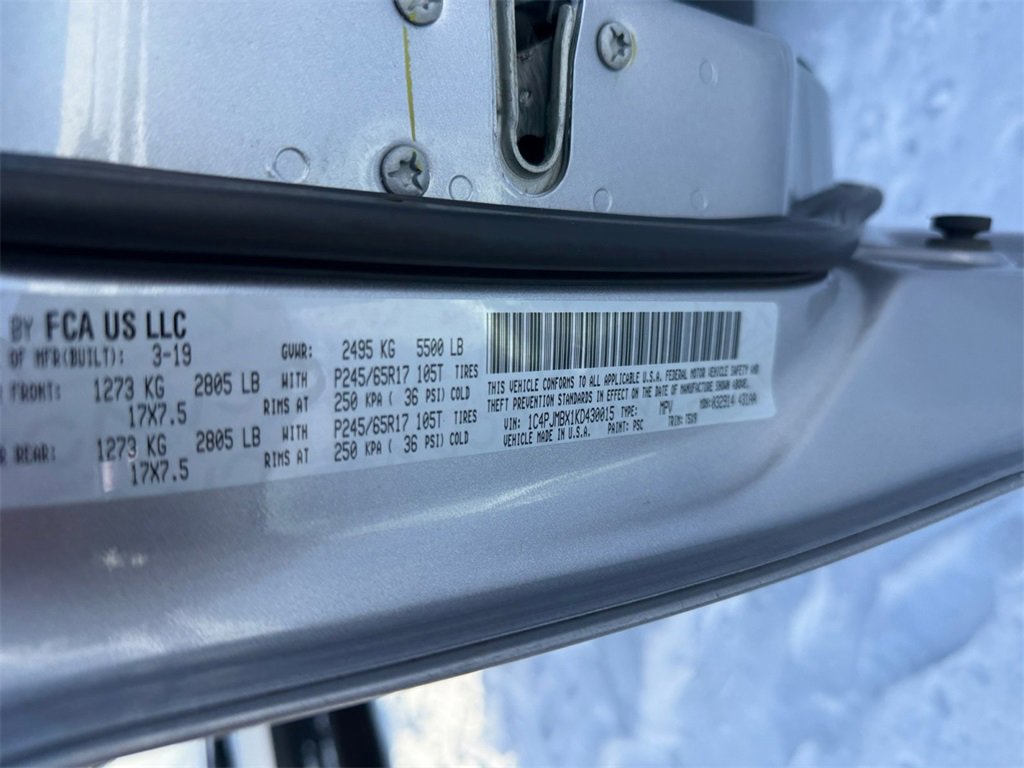 BY FCA US LLC
OF MFR(BUILT): 3-19 GVWR: 2495 KG 5500 LB
FRONT: 1273 KG 2805 LB WITH P245/65R17 105T TIRES
17X7.5 RIMS AT 250 KPA ( 36 PSI) COLD
R REAR: 1273 KG 2805 LB WITH P245/65R17 105T TIRES
17X7.5 RIMS AT 250 KPA ( 36 PSI) COLD
THIS VEHICLE CONFORMS TO ALL APPLICABLE U.S.A. FEDERAL MOTOR VEHICLE SAFETY AND
THEFT PREVENTION STANDARDS IN EFFECT ON THE DATE OF MANUFACTURE SHOWN ABOVE.
VIN: 1C4PJMBX1KD430015 TYPE: MPV MDH: 032914
VEHICLE MADE IN U.S.A. PAINT: PSC TRIM: